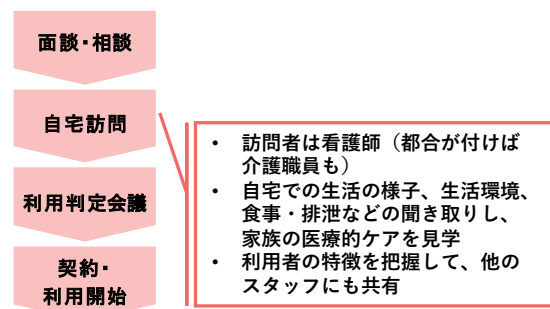 面談・相談
自宅訪問
利用判定会議
契約・
利用開始
• 訪問者は看護師（都合が付けば
介護職員も）
• 自宅での生活の様子、生活環境、
食事・排泄などの聞き取りし、
家族の医療的ケアを見学
• 利用者の特徴を把握して、他の
スタッフにも共有